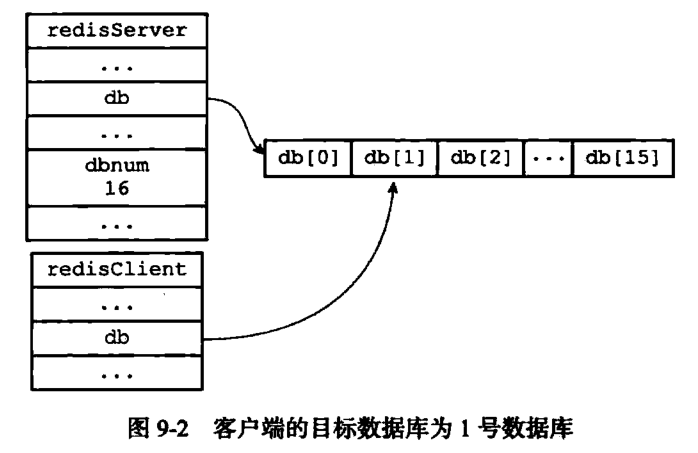 redisServer
...
db
...
dbnum
16
...
db[0] db[1] db[2] ... db[15]
redisClient
...
db
...
图 9-2 客户端的目标数据库为 1 号数据库